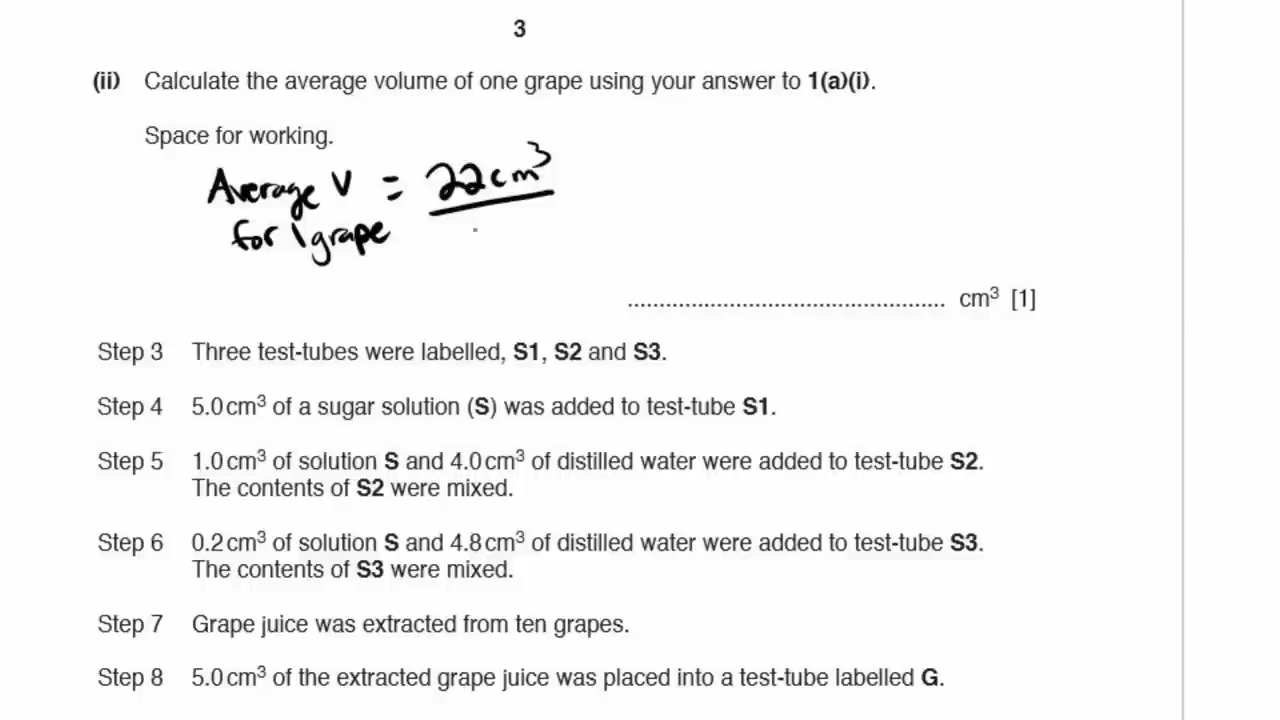 3
(ii) Calculate the average volume of one grape using your answer to 1(a)(i).
Space for working.
Average V = 22cm³
for 1 grape
................................................ cm³ [1]
Step 3 Three test-tubes were labelled, S1, S2 and S3.
Step 4 5.0 cm³ of a sugar solution (S) was added to test-tube S1.
Step 5 1.0 cm³ of solution S and 4.0 cm³ of distilled water were added to test-tube S2.
The contents of S2 were mixed.
Step 6 0.2 cm³ of solution S and 4.8 cm³ of distilled water were added to test-tube S3.
The contents of S3 were mixed.
Step 7 Grape juice was extracted from ten grapes.
Step 8 5.0 cm³ of the extracted grape juice was placed into a test-tube labelled G.